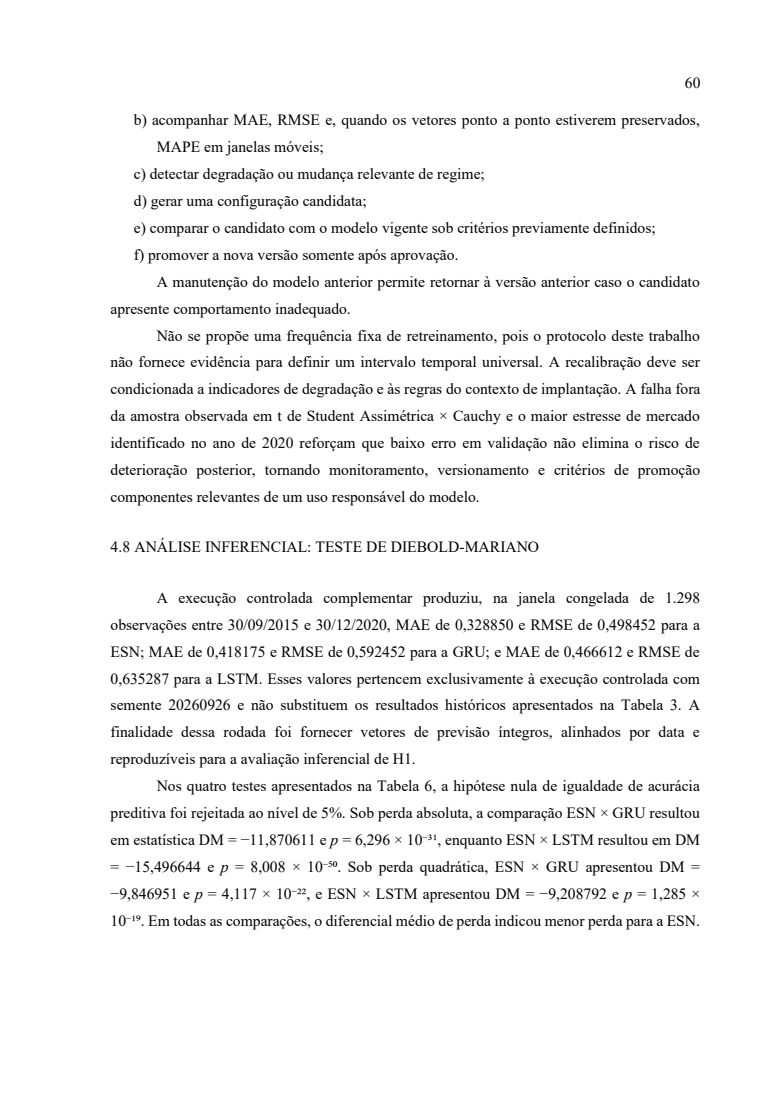 60
b) acompanhar MAE, RMSE e, quando os vetores ponto a ponto estiverem preservados,
MAPE em janelas móveis;
c) detectar degradação ou mudança relevante de regime;
d) gerar uma configuração candidata;
e) comparar o candidato com o modelo vigente sob critérios previamente definidos;
f) promover a nova versão somente após aprovação.
A manutenção do modelo anterior permite retornar à versão anterior caso o candidato
apresente comportamento inadequado.
Não se propõe uma frequência fixa de retreinamento, pois o protocolo deste trabalho
não fornece evidência para definir um intervalo temporal universal. A recalibração deve ser
condicionada a indicadores de degradação e às regras do contexto de implantação. A falha fora
da amostra observada em t de Student Assimétrica × Cauchy e o maior estresse de mercado
identificado no ano de 2020 reforçam que baixo erro em validação não elimina o risco de
deterioração posterior, tornando monitoramento, versionamento e critérios de promoção
componentes relevantes de um uso responsável do modelo.
4.8 ANÁLISE INFERENCIAL: TESTE DE DIEBOLD-MARIANO
A execução controlada complementar produziu, na janela congelada de 1.298
observações entre 30/09/2015 e 30/12/2020, MAE de 0,328850 e RMSE de 0,498452 para a
ESN; MAE de 0,418175 e RMSE de 0,592452 para a GRU; e MAE de 0,466612 e RMSE de
0,635287 para a LSTM. Esses valores pertencem exclusivamente à execução controlada com
semente 20260926 e não substituem os resultados históricos apresentados na Tabela 3. A
finalidade dessa rodada foi fornecer vetores de previsão íntegros, alinhados por data e
reproduzíveis para a avaliação inferencial de H1.
Nos quatro testes apresentados na Tabela 6, a hipótese nula de igualdade de acurácia
preditiva foi rejeitada ao nível de 5%. Sob perda absoluta, a comparação ESN × GRU resultou
em estatística DM = −11,870611 e p = 6,296 × 10⁻³¹, enquanto ESN × LSTM resultou em DM
= −15,496644 e p = 8,008 × 10⁻⁵⁰. Sob perda quadrática, ESN × GRU apresentou DM =
−9,846951 e p = 4,117 × 10⁻²², e ESN × LSTM apresentou DM = −9,208792 e p = 1,285 ×
10⁻¹⁹. Em todas as comparações, o diferencial médio de perda indicou menor perda para a ESN.